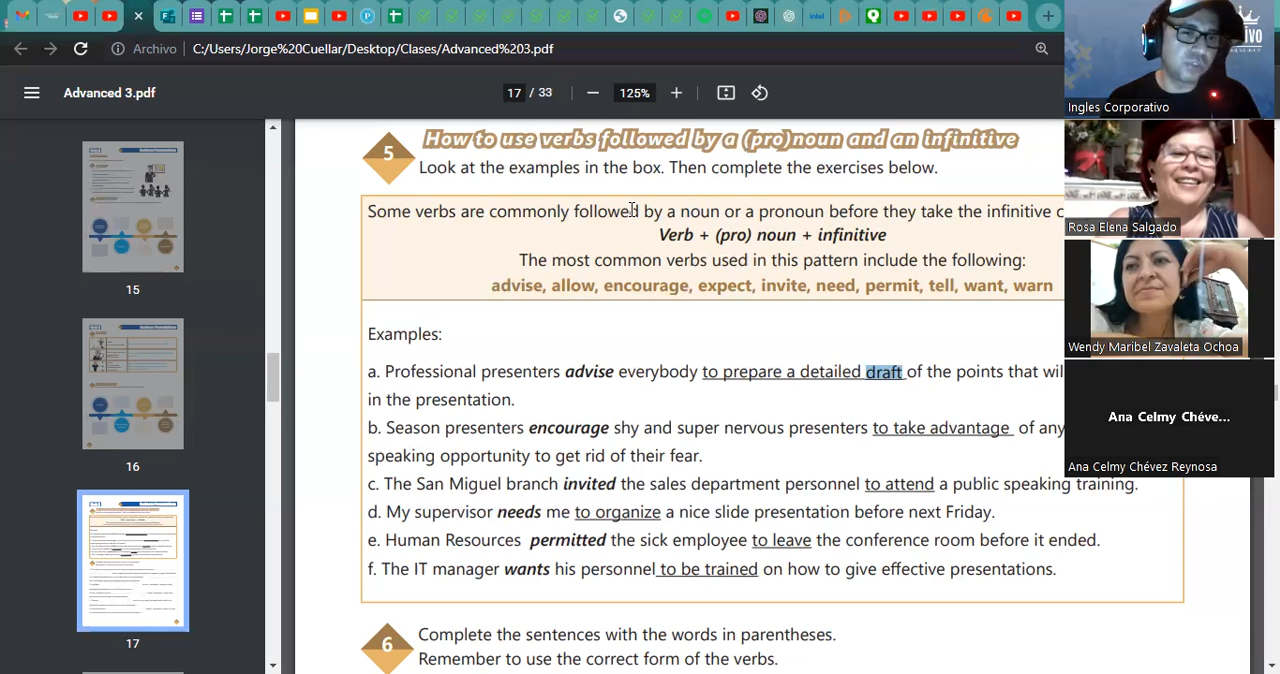 Archivo
C:/Users/Jorge%20Cuellar/Desktop/Clases/Advanced%203.pdf
Advanced 3.pdf
17 / 33
125%
15
16
17
5
How to use verbs followed by a (pro)noun and an infinitive
Look at the examples in the box. Then complete the exercises below.
Some verbs are commonly followed by a noun or a pronoun before they take the infinitive c
Verb + (pro) noun + infinitive
The most common verbs used in this pattern include the following:
advise, allow, encourage, expect, invite, need, permit, tell, want, warn
Examples:
a. Professional presenters advise everybody to prepare a detailed draft of the points that wil
in the presentation.
b. Season presenters encourage shy and super nervous presenters to take advantage of any
speaking opportunity to get rid of their fear.
c. The San Miguel branch invited the sales department personnel to attend a public speaking training.
d. My supervisor needs me to organize a nice slide presentation before next Friday.
e. Human Resources permitted the sick employee to leave the conference room before it ended.
f. The IT manager wants his personnel to be trained on how to give effective presentations.
6
Complete the sentences with the words in parentheses.
Remember to use the correct form of the verbs.
Ingles Corporativo
Rosa Elena Salgado
Wendy Maribel Zavaleta Ochoa
Ana Celmy Chéve...
Ana Celmy Chévez Reynosa